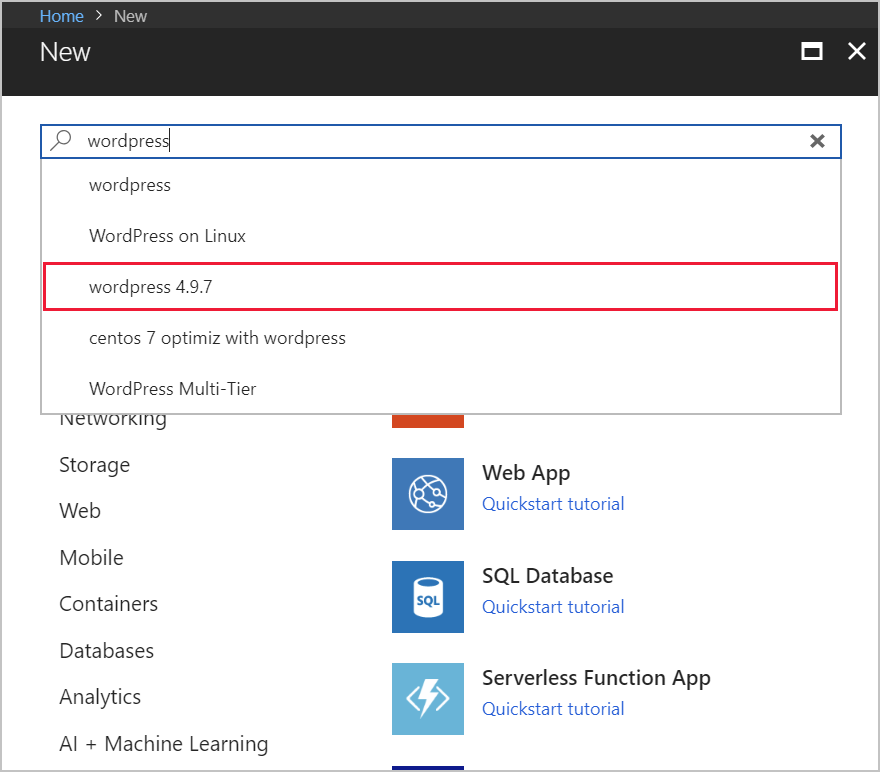 Home > New
New
wordpress
wordpress
WordPress on Linux
wordpress 4.9.7
centos 7 optimiz with wordpress
WordPress Multi-Tier
Networking
Storage
Web
Mobile
Containers
Databases
Analytics
AI + Machine Learning
Web App
Quickstart tutorial
SQL
SQL Database
Quickstart tutorial
Serverless Function App
Quickstart tutorial